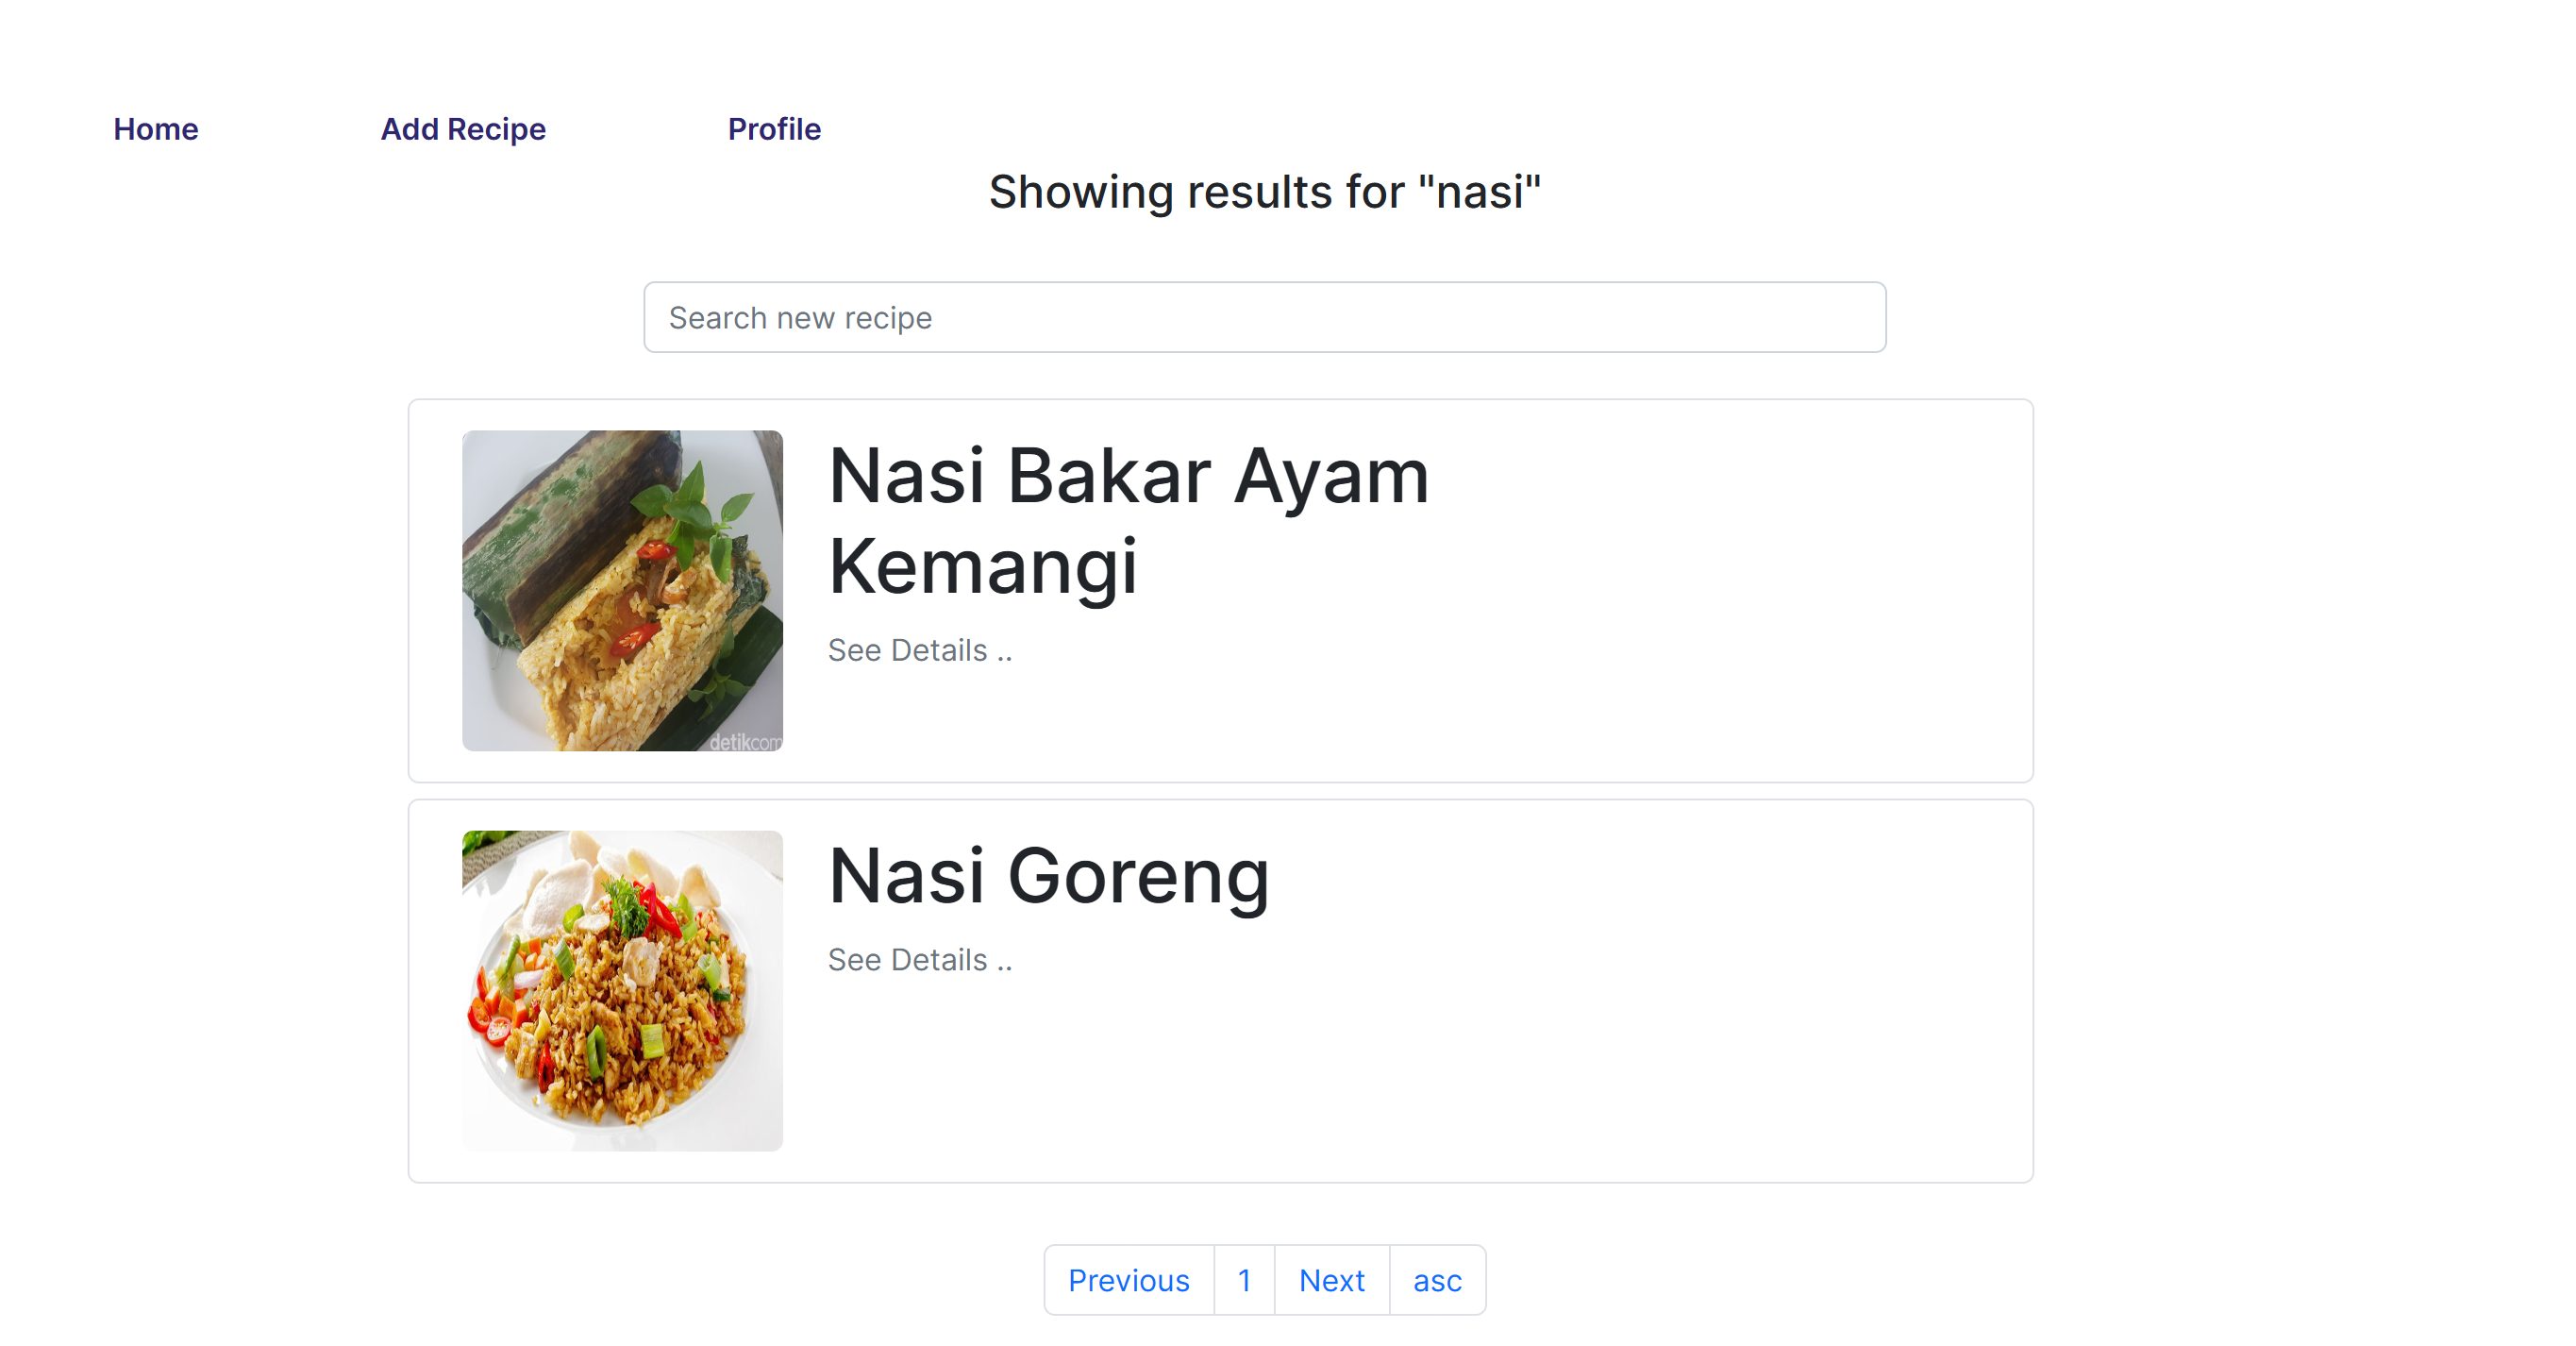 Home Add Recipe Profile
Showing results for "nasi"
Search new recipe
Nasi Bakar Ayam
Kemangi
See Details ..
detikcom
Nasi Goreng
See Details ..
Previous 1 Next asc